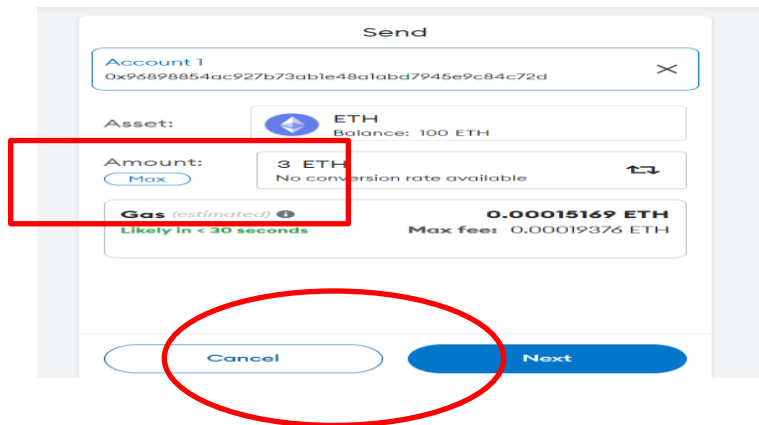 Send
Account 1
0x96898854ac927b73ab1e48a1abd7945e9c84c72d
Asset:
ETH
Balance: 100 ETH
Amount:
Max
3 ETH
No conversion rate available
Gas (estimated)
0.00015169 ETH
Likely in < 30 seconds
Max fee: 0.00019376 ETH
Cancel
Next